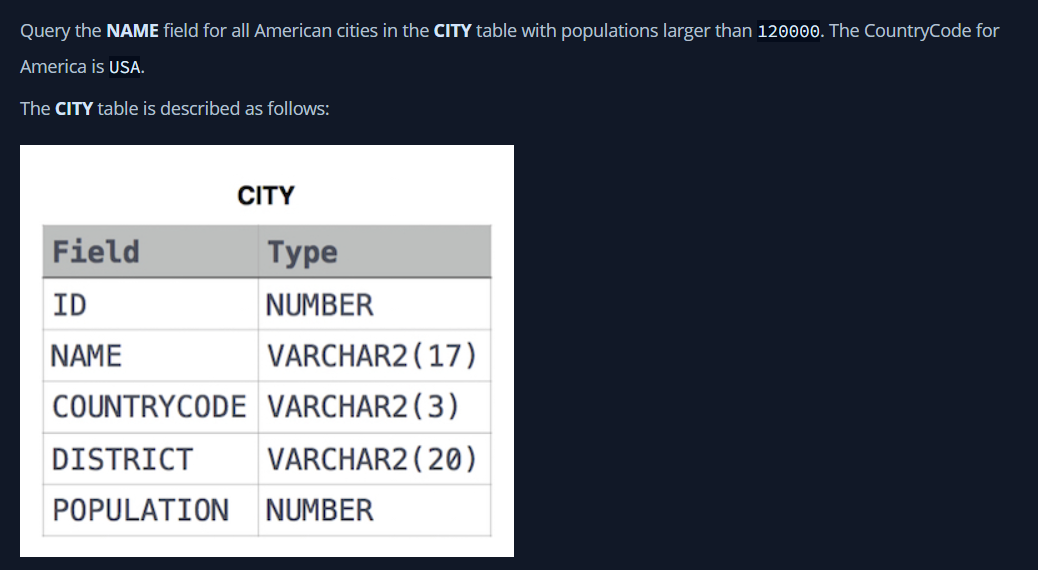 Query the NAME field for all American cities in the CITY table with populations larger than 120000. The CountryCode for
America is USA.
The CITY table is described as follows:
CITY
Field Type
ID NUMBER
NAME VARCHAR2(17)
COUNTRYCODE VARCHAR2(3)
DISTRICT VARCHAR2(20)
POPULATION NUMBER